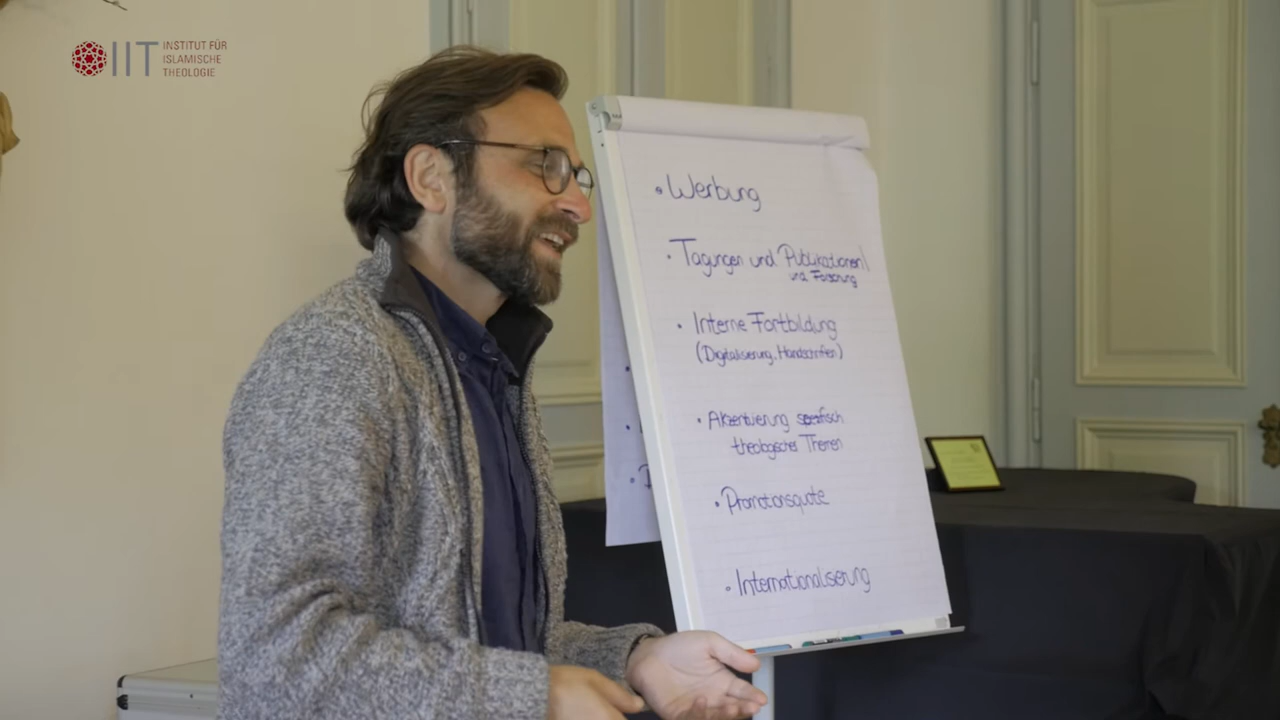 IIT
INSTITUT FÜR
ISLAMISCHE
THEOLOGIE
• Werbung
• Tagungen und Publikationen
und Forschung
• Interne Fortbildung
(Digitalisierung, Handschriften)
• Akzentuierung spezifisch
theologischer Themen
• Promotionsquote
• Internationalisierung